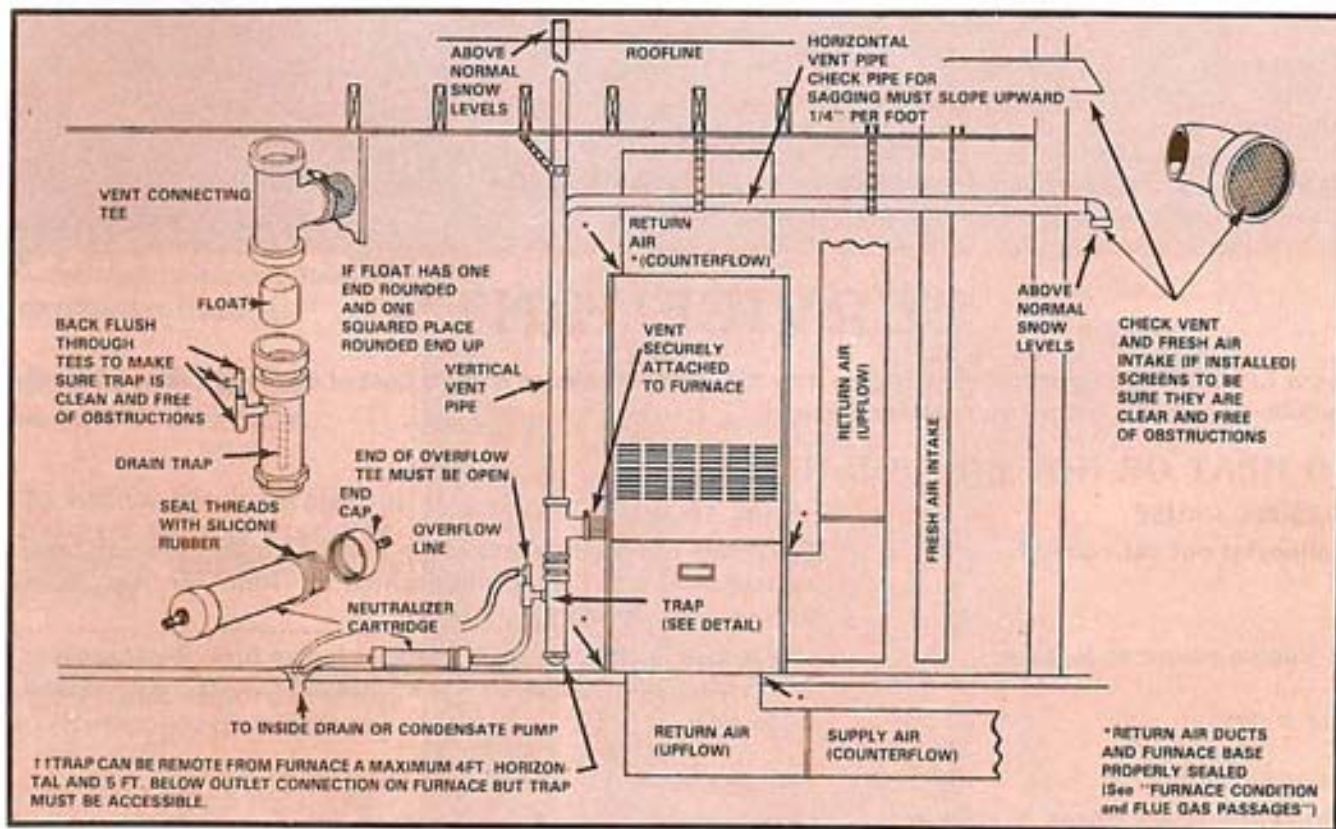 ABOVE
NORMAL
SNOW
LEVELS
ROOFLINE
HORIZONTAL
VENT PIPE
CHECK PIPE FOR
SAGGING MUST SLOPE UPWARD
1/4" PER FOOT
VENT CONNECTING
TEE
RETURN
AIR
*(COUNTERFLOW)
IF FLOAT HAS ONE
END ROUNDED
AND ONE
SQUARED PLACE
ROUNDED END UP
FLOAT
BACK FLUSH
THROUGH
TEES TO MAKE
SURE TRAP IS
CLEAN AND FREE
OF OBSTRUCTIONS
VERTICAL
VENT
PIPE
VENT
SECURELY
ATTACHED
TO FURNACE
RETURN AIR
(UPFLOW)
FRESH AIR INTAKE
ABOVE
NORMAL
SNOW
LEVELS
CHECK VENT
AND FRESH AIR
INTAKE (IF INSTALLED)
SCREENS TO BE
SURE THEY ARE
CLEAR AND FREE
OF OBSTRUCTIONS
DRAIN TRAP
END OF OVERFLOW
TEE MUST BE OPEN
SEAL THREADS
WITH SILICONE
RUBBER
END
CAP
OVERFLOW
LINE
NEUTRALIZER
CARTRIDGE
TRAP
(SEE DETAIL)
*
*
*
*
TO INSIDE DRAIN OR CONDENSATE PUMP
RETURN AIR
(UPFLOW)
SUPPLY AIR
(COUNTERFLOW)
††TRAP CAN BE REMOTE FROM FURNACE A MAXIMUM 4FT. HORIZON-
TAL AND 5 FT. BELOW OUTLET CONNECTION ON FURNACE BUT TRAP
MUST BE ACCESSIBLE.
*RETURN AIR DUCTS
AND FURNACE BASE
PROPERLY SEALED
(See "FURNACE CONDITION
and FLUE GAS PASSAGES")